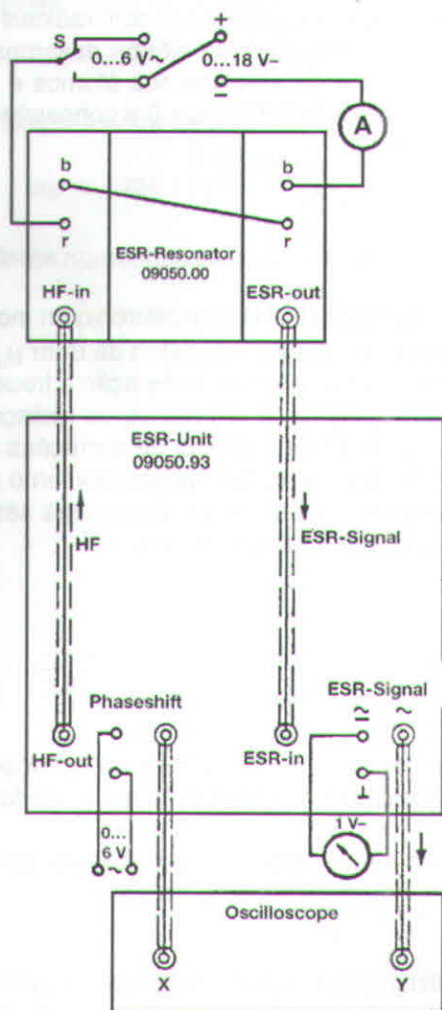 S
0...6 V~
+
0...18 V–
–
A
b
b
r
r
ESR-Resonator
09050.00
HF-in
ESR-out
ESR-Unit
09050.93
HF
ESR-Signal
Phaseshift
ESR-Signal
≂
~
HF-out
ESR-in
⊥
0...
6 V
~
1 V–
Oscilloscope
X
Y